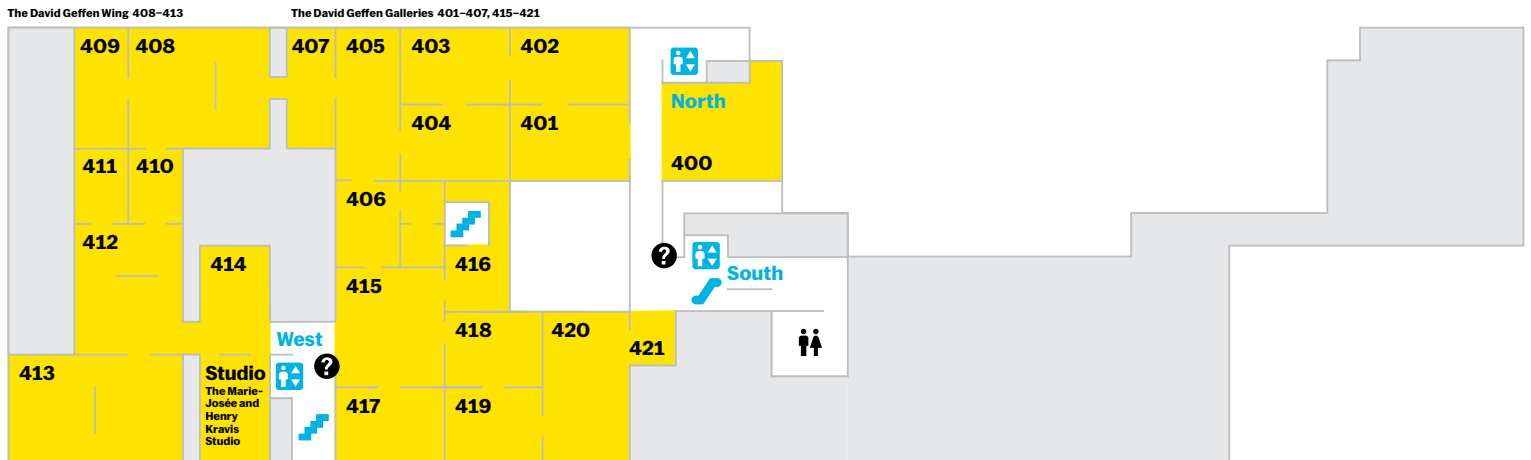 The David Geffen Wing 408–413
The David Geffen Galleries 401–407, 415–421
409
408
407
405
403
402
North
404
401
400
411
410
406
412
414
416
?
South
415
West
418
420
421
?
413
Studio
The Marie-
Josée and
Henry
Kravis
Studio
417
419